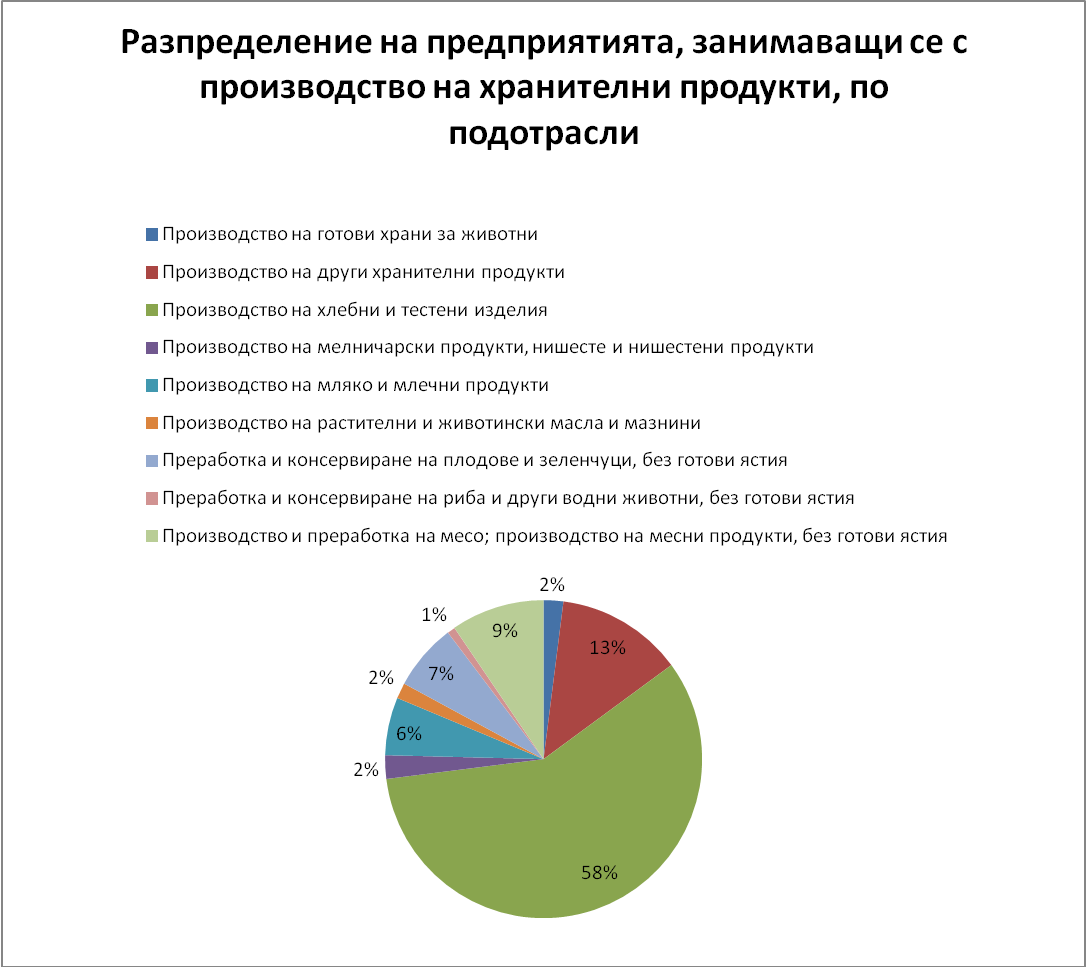 Разпределение на предприятията, занимаващи се с
производство на хранителни продукти, по
подотрасли
Производство на готови храни за животни
Производство на други хранителни продукти
Производство на хлебни и тестени изделия
Производство на мелничарски продукти, нишесте и нишестени продукти
Производство на мляко и млечни продукти
Производство на растителни и животински масла и мазнини
Преработка и консервиране на плодове и зеленчуци, без готови ястия
Преработка и консервиране на риба и други водни животни, без готови ястия
Производство и преработка на месо; производство на месни продукти, без готови ястия
2%
13%
58%
2%
6%
2%
7%
1%
9%